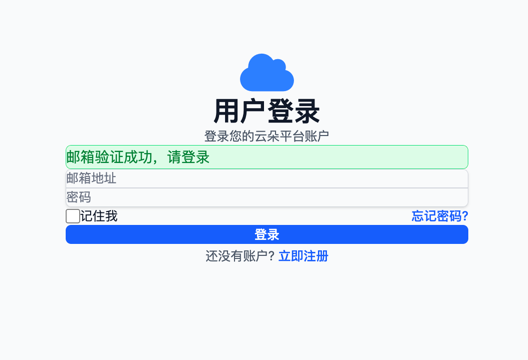 用户登录
登录您的云朵平台账户
邮箱验证成功，请登录
邮箱地址
密码
记住我 忘记密码?
登录
还没有账户? 立即注册